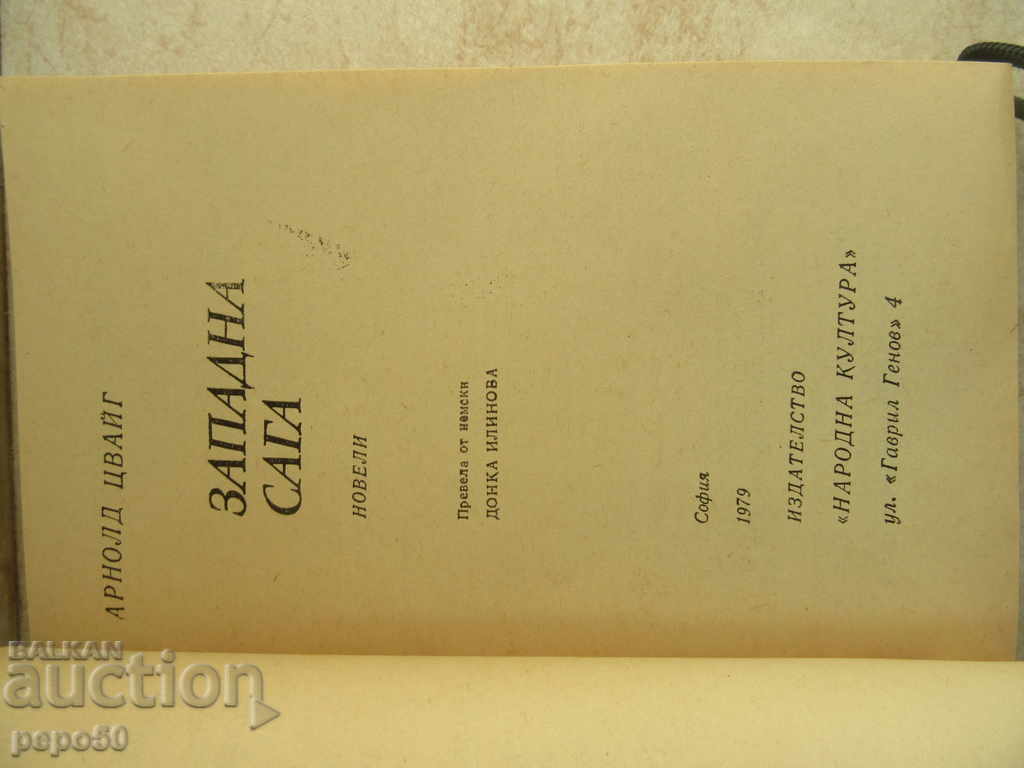 АРНОЛД ЦВАЙГ
ЗАПАДНА
САГА
НОВЕЛИ
Превела от немски
ДОНКА ИЛИНОВА
София
1979
ИЗДАТЕЛСТВО
«НАРОДНА КУЛТУРА»
ул. «Гаврил Генов» 4
BALKAN
auction
pepo50